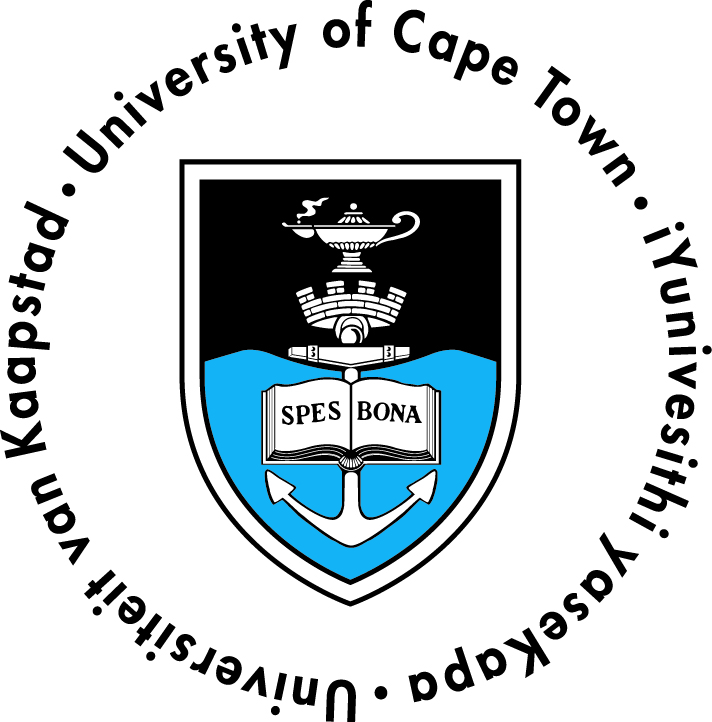 University of Cape Town • iYunivesithi yaseKapa • Universiteit van Kaapstad •
SPES BONA